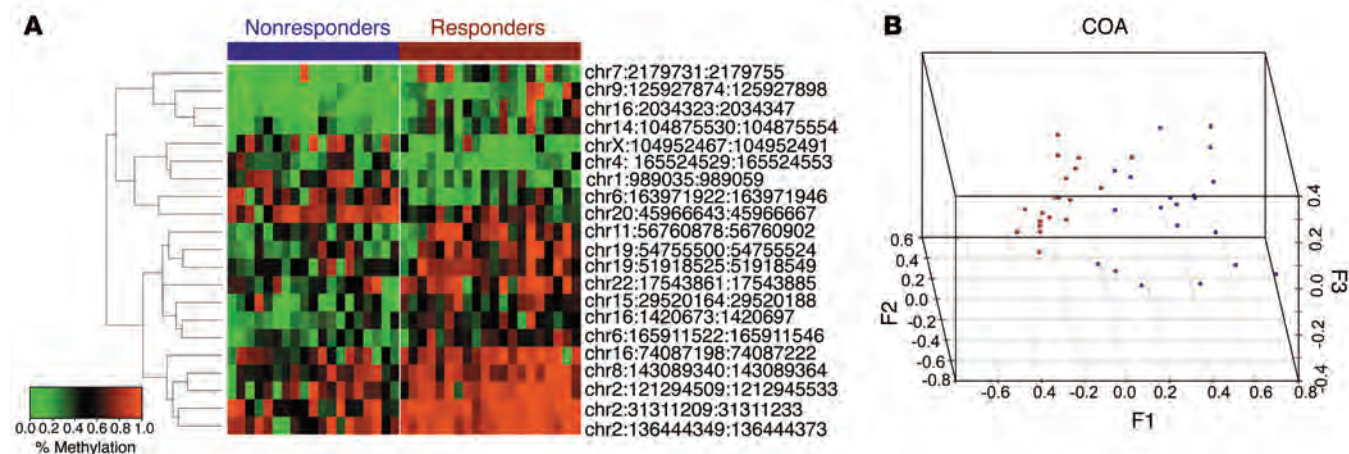 A
Nonresponders
Responders
chr7:2179731:2179755
chr9:125927874:125927898
chr16:2034323:2034347
chr14:104875530:104875554
chrX:104952467:104952491
chr4: 165524529:165524553
chr1:989035:989059
chr6:163971922:163971946
chr20:45966643:45966667
chr11:56760878:56760902
chr19:54755500:54755524
chr19:51918525:51918549
chr22:17543861:17543885
chr15:29520164:29520188
chr16:1420673:1420697
chr6:165911522:165911546
chr16:74087198:74087222
chr8:143089340:143089364
chr2:121294509:1212945533
chr2:31311209:31311233
chr2:136444349:136444373
0.0 0.2 0.4 0.6 0.8 1.0
% Methylation
B
COA
0.6
0.4
0.2
0.0
-0.2
-0.4
-0.6
-0.8
F2
-0.6 -0.4 -0.2 0.0 0.2 0.4 0.6 0.8
F1
0.4
0.2
0.0
-0.2
-0.4
F3